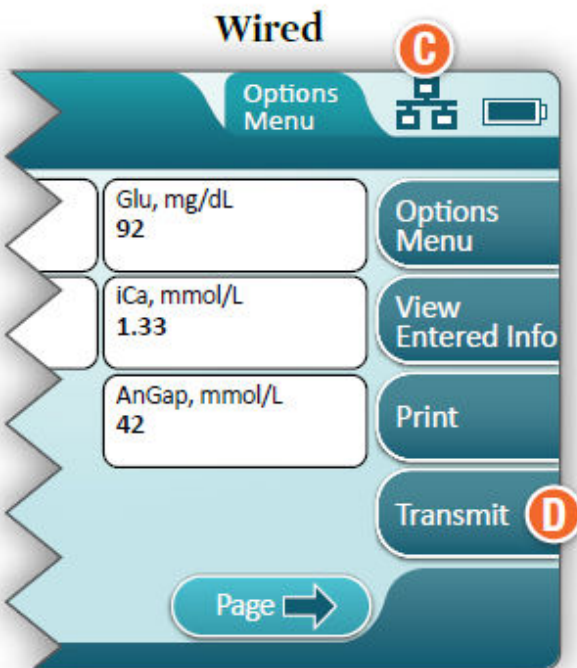 Wired
C
Options
Menu
Glu, mg/dL
92
Options
Menu
iCa, mmol/L
1.33
View
Entered Info
AnGap, mmol/L
42
Print
Transmit
D
Page